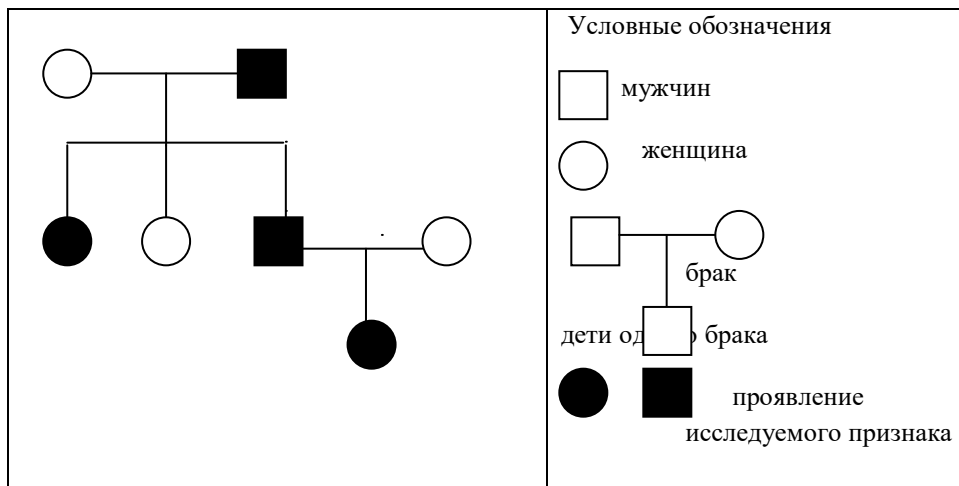 Условные обозначения
мужчин
женщина
брак
дети од о брака
проявление
исследуемого признака